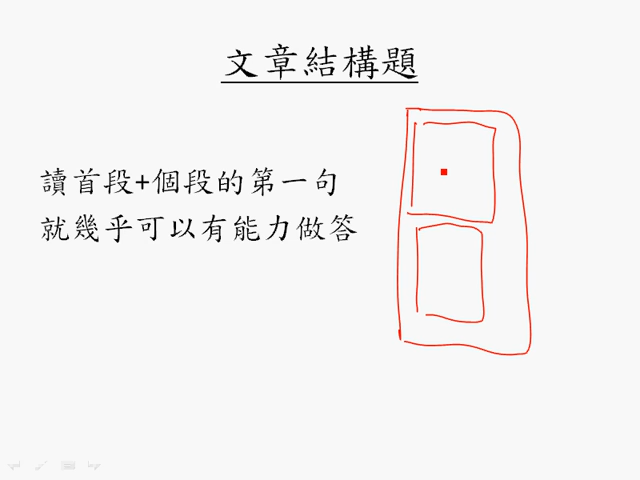 文章結構題
讀首段+個段的第一句
就幾乎可以有能力做答